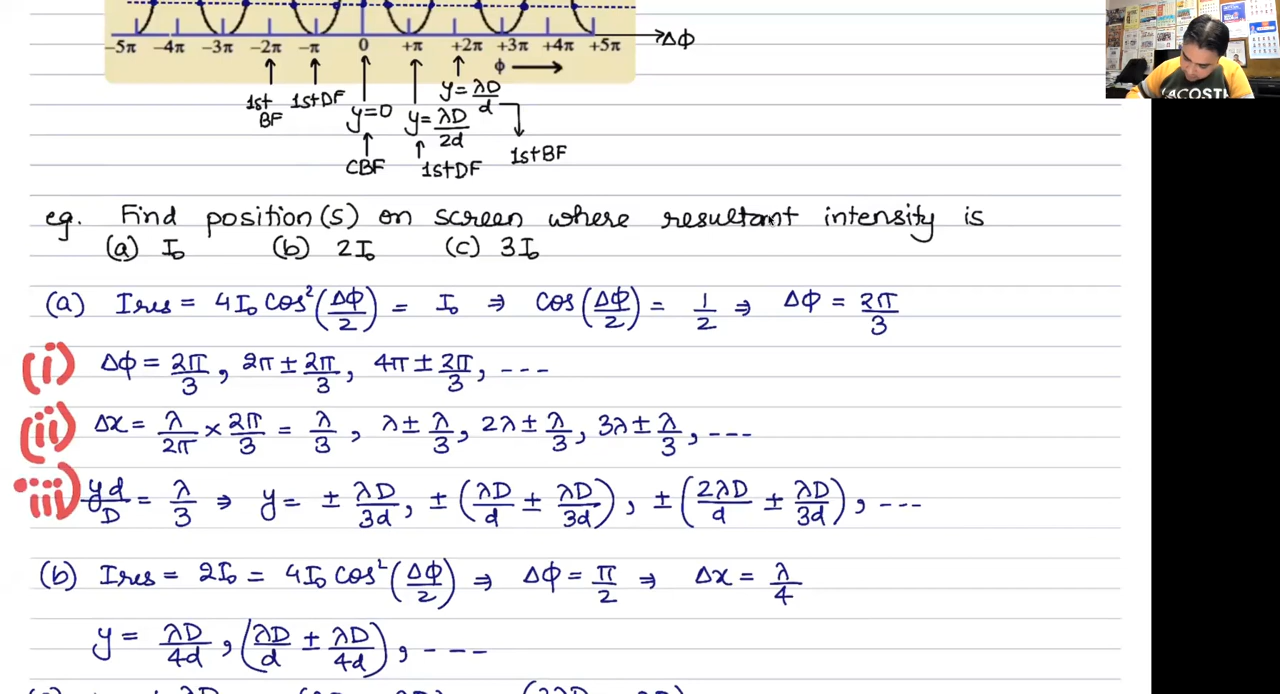 -5π -4π -3π -2π -π 0 +π +2π +3π +4π +5π Δφ
φ
1st BF 1st DF y=0 y=λD/2d y=λD/d
CBF 1st DF 1st BF
eg. Find position(s) on screen where resultant intensity is
(a) I₀ (b) 2I₀ (c) 3I₀
(a) Ires = 4I₀ cos²(Δφ/2) = I₀ ⇒ cos(Δφ/2) = 1/2 ⇒ Δφ = 2π/3
(i) Δφ = 2π/3, 2π ± 2π/3, 4π ± 2π/3, ---
(ii) Δx = λ/2π × 2π/3 = λ/3, λ ± λ/3, 2λ ± λ/3, 3λ ± λ/3, ---
iii) yd/D = λ/3 ⇒ y = ± λD/3d, ± (λD/d ± λD/3d), ± (2λD/d ± λD/3d), ---
(b) Ires = 2I₀ = 4I₀ cos²(Δφ/2) ⇒ Δφ = π/2 ⇒ Δx = λ/4
y = λD/4d, (λD/d ± λD/4d), ----
LACOSTE